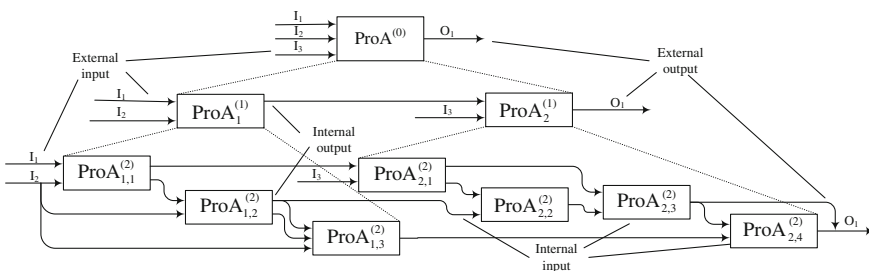 I₁
I₂
I₃
ProA⁽⁰⁾
O₁
External input
External output
I₁
I₂
ProA₁⁽¹⁾
I₃
ProA₂⁽¹⁾
O₁
Internal output
I₁
I₂
ProA₁,₁⁽²⁾
I₃
ProA₂,₁⁽²⁾
ProA₁,₂⁽²⁾
ProA₂,₂⁽²⁾
ProA₂,₃⁽²⁾
ProA₁,₃⁽²⁾
ProA₂,₄⁽²⁾
O₁
Internal input